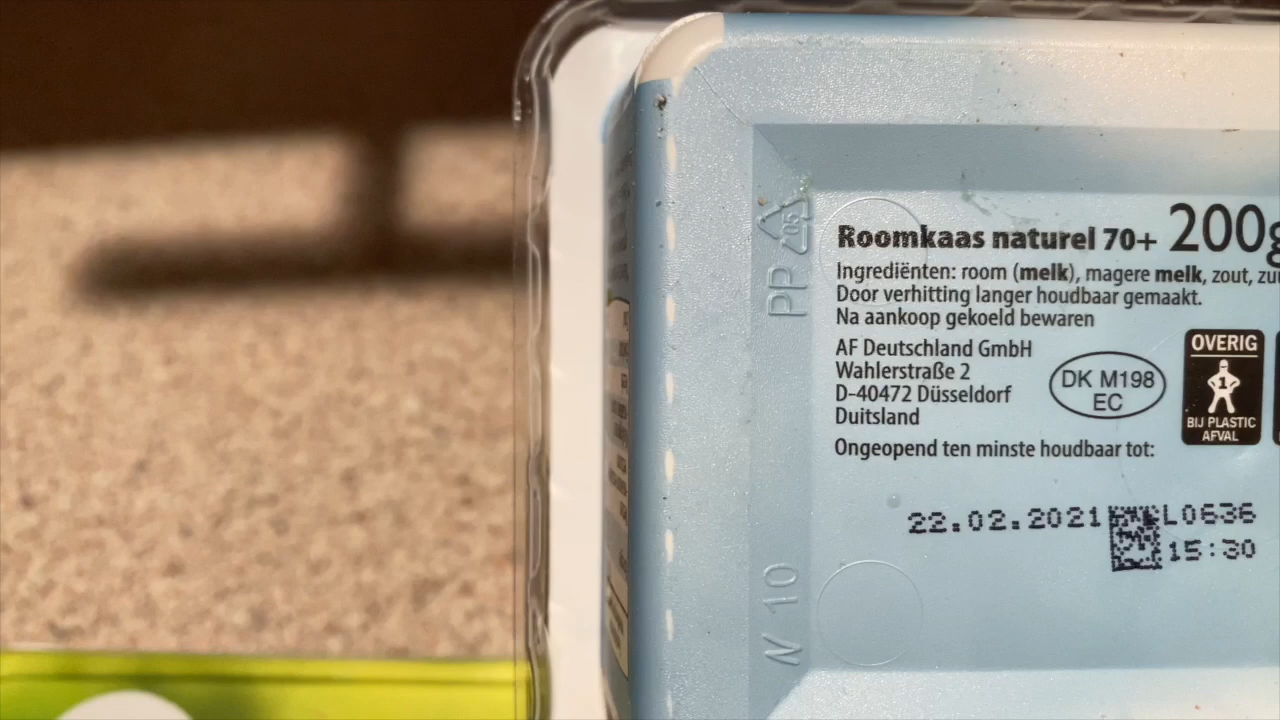 Roomkaas naturel 70+ 200g
Ingrediënten: room (melk), magere melk, zout,
Door verhitting langer houdbaar gemaakt.
Na aankoop gekoeld bewaren
AF Deutschland GmbH
Wahlerstraße 2
D-40472 Düsseldorf
Duitsland
DK M198
EC
OVERIG
1
BIJ PLASTIC
AFVAL
Ongeopend ten minste houdbaar tot:
22.02.2021 L0636
15:30
05
PP
N 10